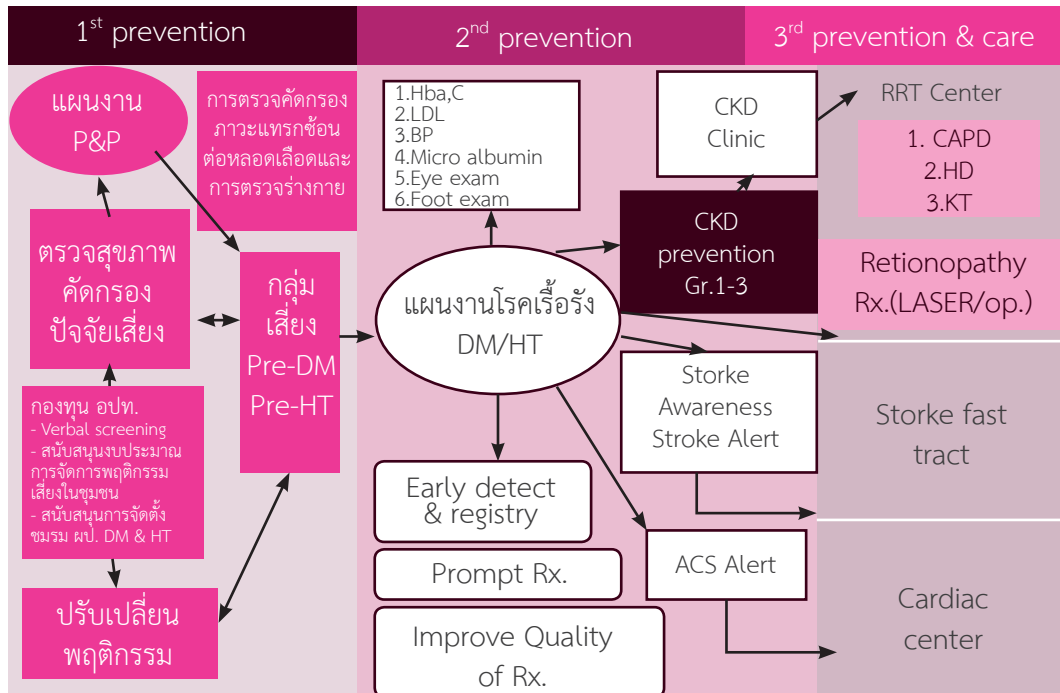 1st prevention
2nd prevention
3rd prevention & care
แผนงาน
P&P
การตรวจคัดกรอง
ภาวะแทรกซ้อน
ต่อหลอดเลือดและ
การตรวจร่างกาย
ตรวจสุขภาพ
คัดกรอง
ปัจจัยเสี่ยง
กลุ่ม
เสี่ยง
Pre-DM
Pre-HT
กองทุน อปท.
- Verbal screening
- สนับสนุนงบประมาณ
การจัดการพฤติกรรม
เสี่ยงในชุมชน
- สนับสนุนการจัดตั้ง
ชมรม ผป. DM & HT
ปรับเปลี่ยน
พฤติกรรม
1.Hba,C
2.LDL
3.BP
4.Micro albumin
5.Eye exam
6.Foot exam
แผนงานโรคเรื้อรัง
DM/HT
Early detect
& registry
Prompt Rx.
Improve Quality
of Rx.
CKD
Clinic
CKD
prevention
Gr.1-3
Storke
Awareness
Stroke Alert
ACS Alert
RRT Center
1. CAPD
2.HD
3.KT
Retionopathy
Rx.(LASER/op.)
Storke fast
tract
Cardiac
center